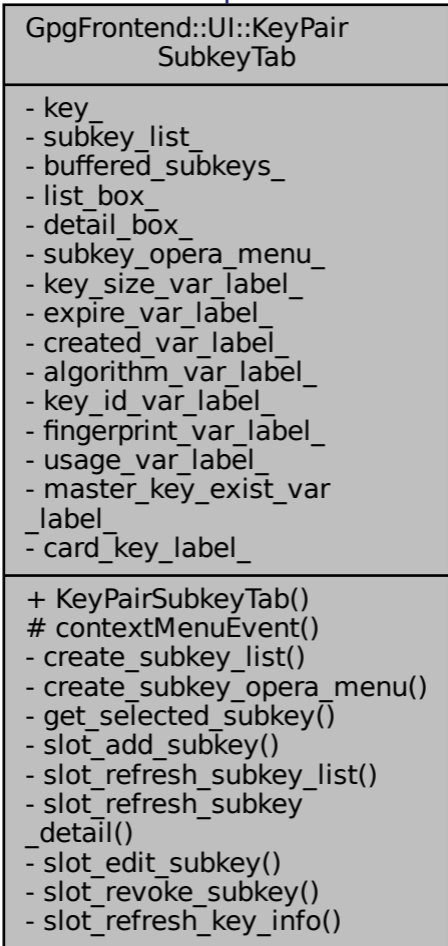 GpgFrontend::UI::KeyPair
SubkeyTab
- key_
- subkey_list_
- buffered_subkeys_
- list_box_
- detail_box_
- subkey_opera_menu_
- key_size_var_label_
- expire_var_label_
- created_var_label_
- algorithm_var_label_
- key_id_var_label_
- fingerprint_var_label_
- usage_var_label_
- master_key_exist_var
_label_
- card_key_label_
+ KeyPairSubkeyTab()
# contextMenuEvent()
- create_subkey_list()
- create_subkey_opera_menu()
- get_selected_subkey()
- slot_add_subkey()
- slot_refresh_subkey_list()
- slot_refresh_subkey
_detail()
- slot_edit_subkey()
- slot_revoke_subkey()
- slot_refresh_key_info()